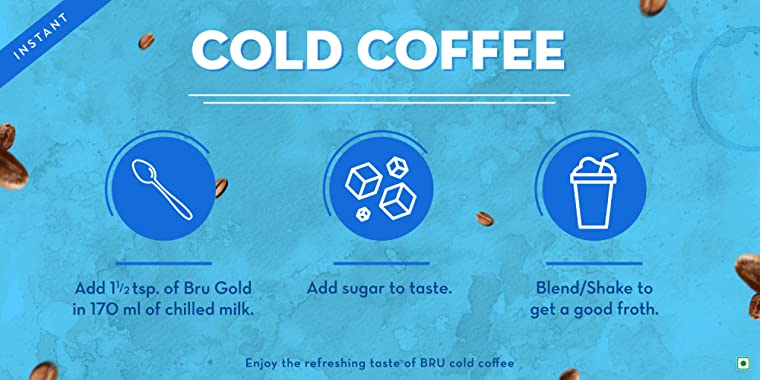 INSTANT
COLD COFFEE
Add 1½ tsp. of Bru Gold
in 170 ml of chilled milk.
Add sugar to taste.
Blend/Shake to
get a good froth.
Enjoy the refreshing taste of BRU cold coffee